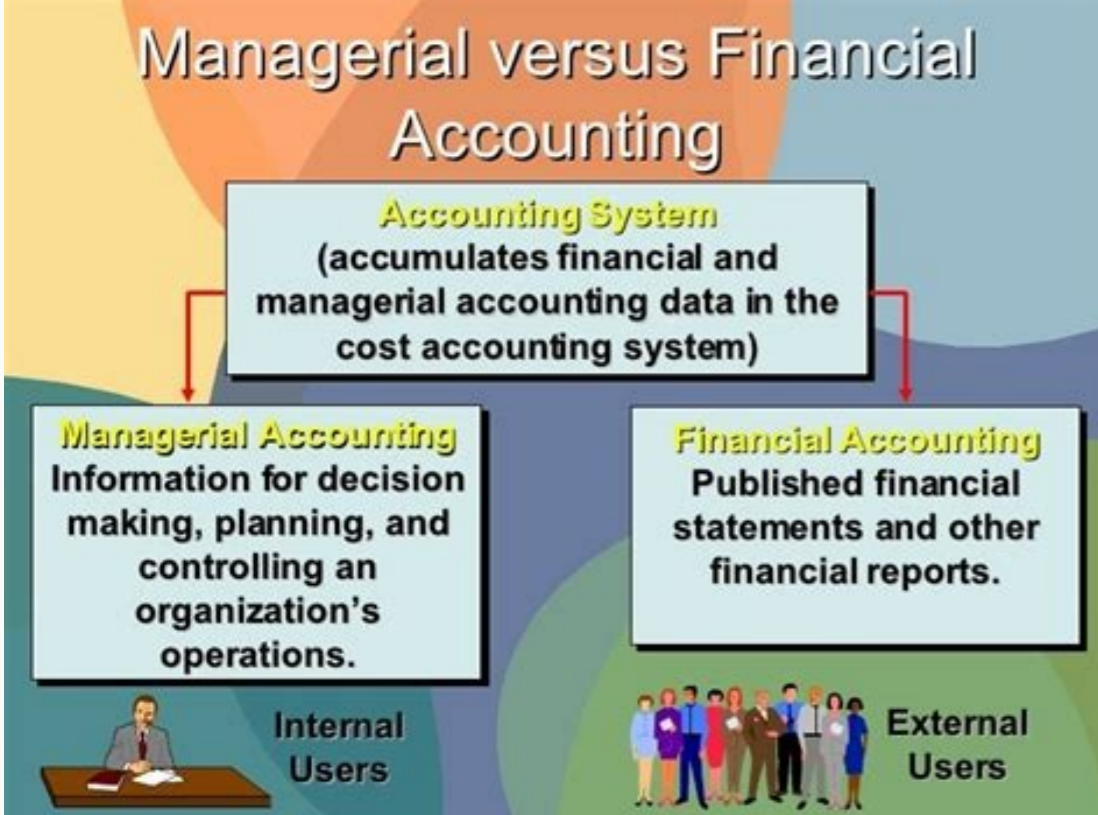 Managerial versus Financial
Accounting
Accounting System
(accumulates financial and
managerial accounting data in the
cost accounting system)
Managerial Accounting
Information for decision
making, planning, and
controlling an
organization's
operations.
Financial Accounting
Published financial
statements and other
financial reports.
Internal
Users
External
Users